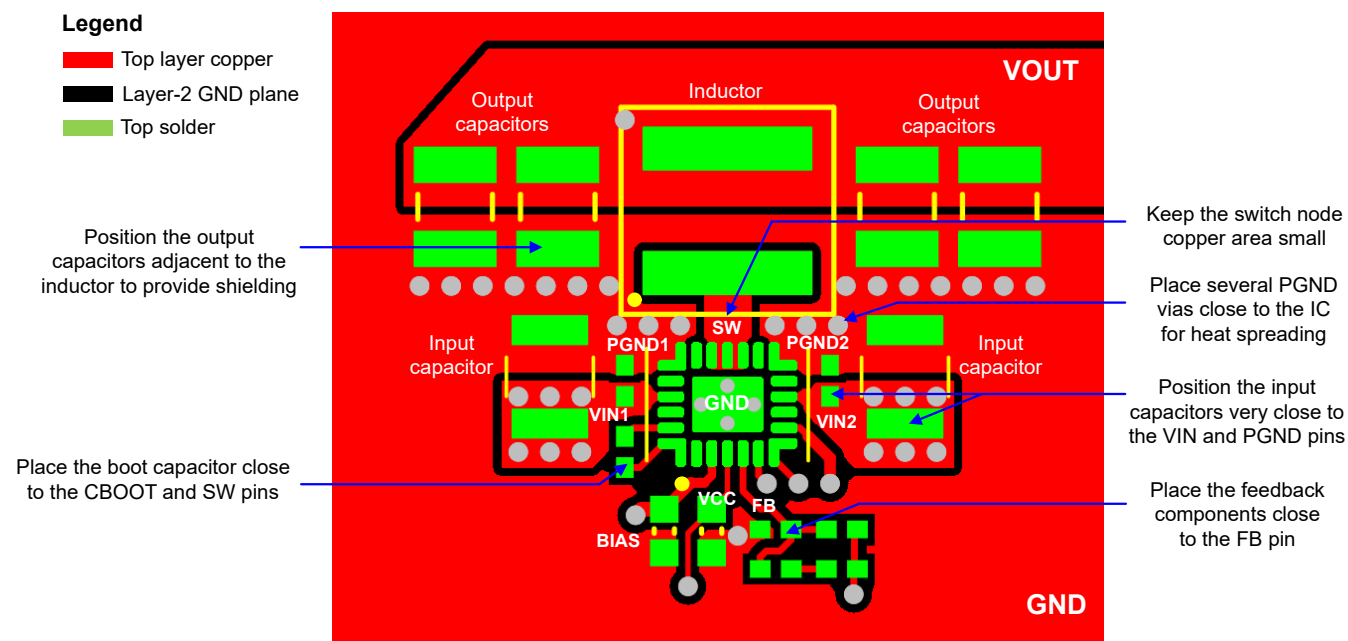 Legend
Top layer copper
Layer-2 GND plane
Top solder
VOUT
Output
capacitors
Inductor
Output
capacitors
Position the output
capacitors adjacent to the
inductor to provide shielding
Keep the switch node
copper area small
Place several PGND
vias close to the IC
for heat spreading
SW
PGND1
PGND2
Input
capacitor
Input
capacitor
GND
VIN1
VIN2
Position the input
capacitors very close to
the VIN and PGND pins
Place the boot capacitor close
to the CBOOT and SW pins
VCC
FB
BIAS
Place the feedback
components close
to the FB pin
GND